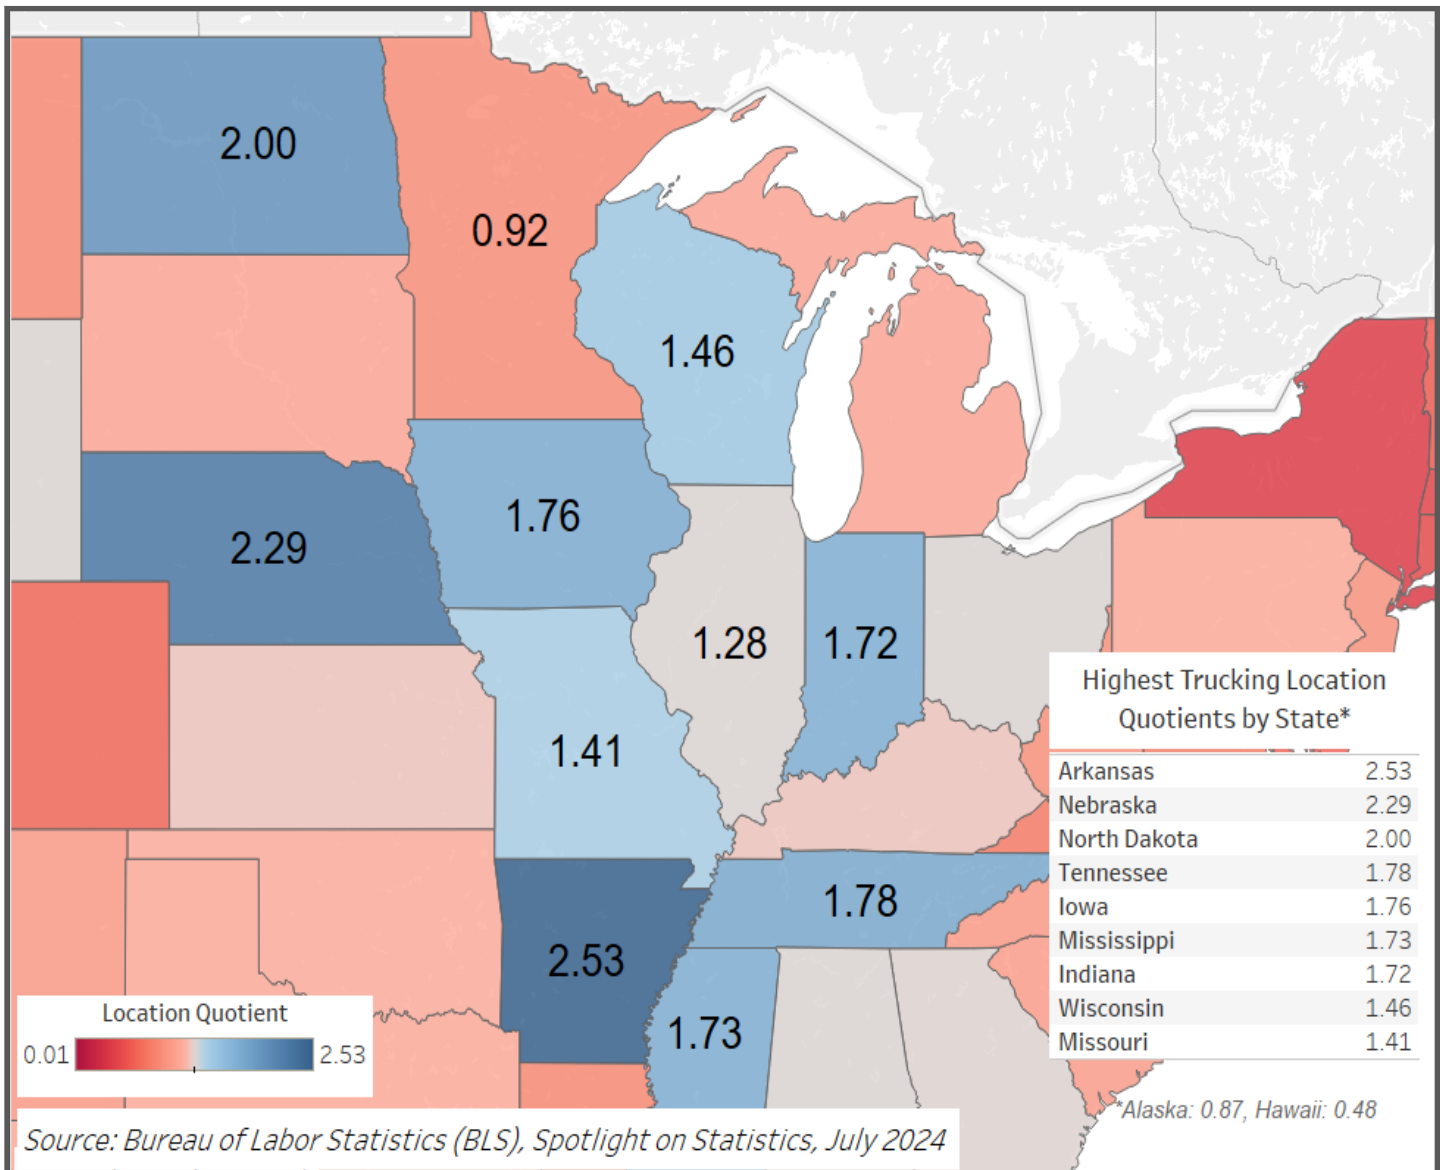 2.00
0.92
1.46
1.76
2.29
1.28
1.72
1.41
1.78
2.53
1.73
Highest Trucking Location
Quotients by State*
Arkansas 2.53
Nebraska 2.29
North Dakota 2.00
Tennessee 1.78
Iowa 1.76
Mississippi 1.73
Indiana 1.72
Wisconsin 1.46
Missouri 1.41
*Alaska: 0.87, Hawaii: 0.48
Location Quotient
0.01 2.53
Source: Bureau of Labor Statistics (BLS), Spotlight on Statistics, July 2024